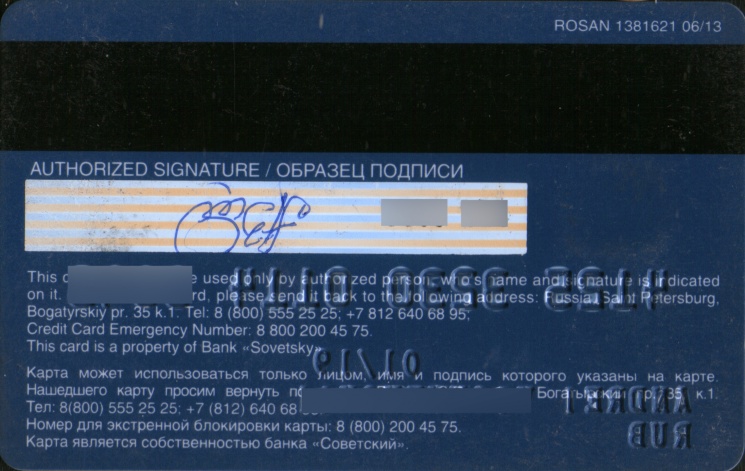 ROSAN 1381621 06/13
AUTHORIZED SIGNATURE / ОБРАЗЕЦ ПОДПИСИ
This used only by authorized person, who's name and signature is indicated
on it. please send it back to the following address: Russia, Saint Petersburg,
Bogatyrskiy pr. 35 k.1. Tel: 8 (800) 555 25 25; +7 812 640 68 95;
Credit Card Emergency Number: 8 800 200 45 75.
This card is a property of Bank «Sovetsky»
Карта может использоваться только лицом, имя и подпись которого указаны на карте.
Нашедшего карту просим вернуть Богатырский пр. 35, к.1.
Тел: 8(800) 555 25 25; +7 (812) 640 68
Номер для экстренной блокировки карты: 8 (800) 200 45 75.
Карта является собственностью банка «Советский».